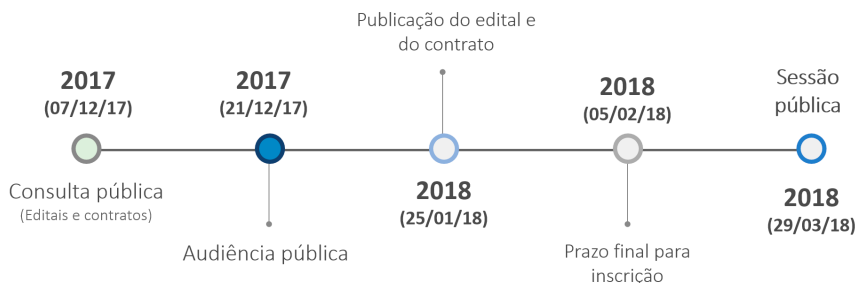 2017
(07/12/17)
Consulta pública
(Editais e contratos)
2017
(21/12/17)
Audiência pública
Publicação do edital e
do contrato
2018
(25/01/18)
2018
(05/02/18)
Prazo final para
inscrição
Sessão
pública
2018
(29/03/18)